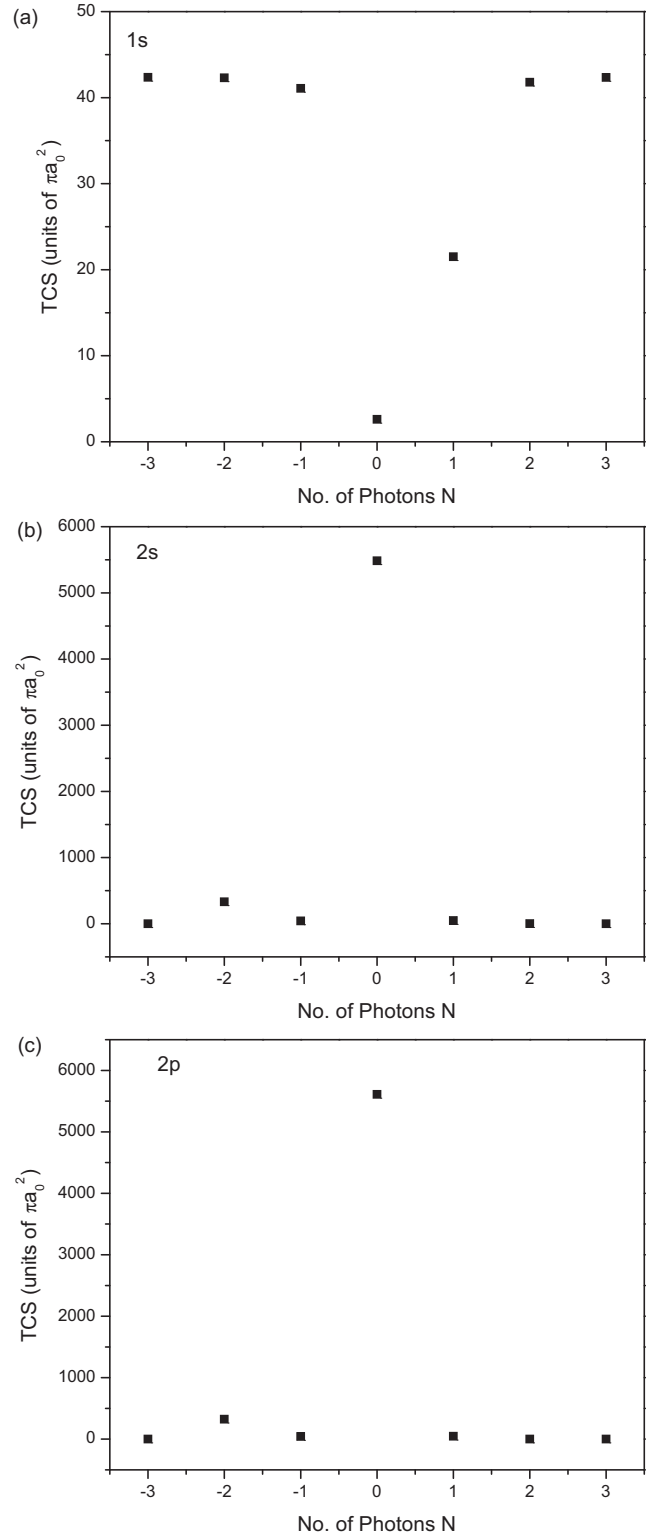 (a)
1s
50
40
30
20
10
0
TCS (units of πa₀²)
-3 -2 -1 0 1 2 3
No. of Photons N
(b)
2s
6000
5000
4000
3000
2000
1000
0
TCS (units of πa₀²)
-3 -2 -1 0 1 2 3
No. of Photons N
(c)
2p
6000
5000
4000
3000
2000
1000
0
TCS (units of πa₀²)
-3 -2 -1 0 1 2 3
No. of Photons N